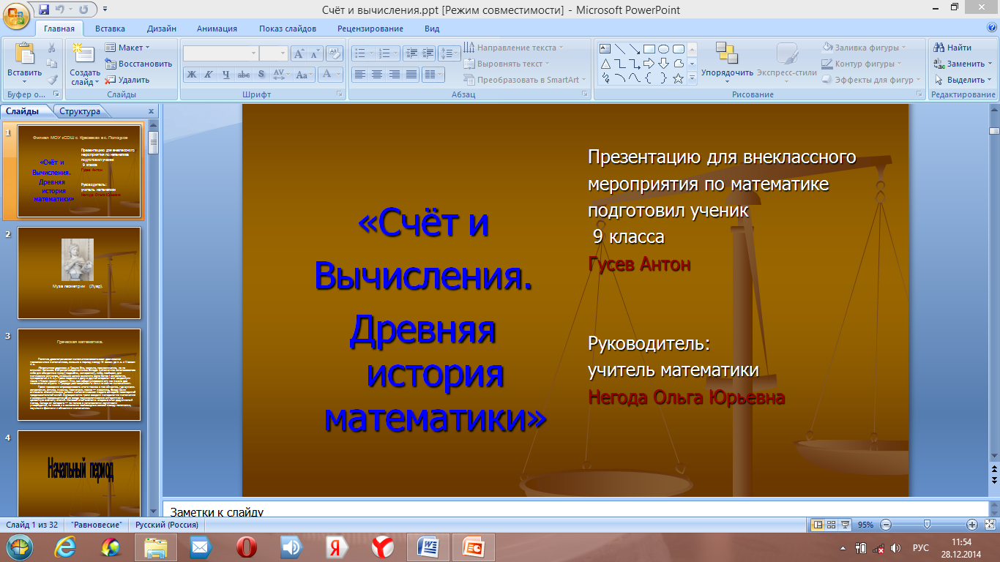 Счёт и вычисления.ppt [Режим совместимости] - Microsoft PowerPoint
Главная Вставка Дизайн Анимация Показ слайдов Рецензирование Вид
Вставить
Буфер о...
Создать слайд
Макет
Восстановить
Удалить
Слайды
Ж К Ч abc S AV Aa A
Шрифт
Направление текста
Выровнять текст
Преобразовать в SmartArt
Абзац
Упорядочить
Экспресс-стили
Заливка фигуры
Контур фигуры
Эффекты для фигур
Рисование
Найти
Заменить
Выделить
Редактирование
Слайды Структура x
1
Филиал МОУ «СОШ с.
«Счёт и
Вычисления.
Древняя
история
математики»
Презентацию для внеклассного
мероприятия по математике
подготовил ученик
9 класса
Гусев Антон
Руководитель:
учитель математики
Негода Ольга Юрьевна
2
Муза геометрии (Лувр).
3
Греческая математика.
4
Начальный период
«Счёт и
Вычисления.
Древняя
история
математики»
Презентацию для внеклассного
мероприятия по математике
подготовил ученик
9 класса
Гусев Антон
Руководитель:
учитель математики
Негода Ольга Юрьевна
Заметки к слайду
Слайд 1 из 32 "Равновесие" Русский (Россия) 95%
РУС
11:54
28.12.2014